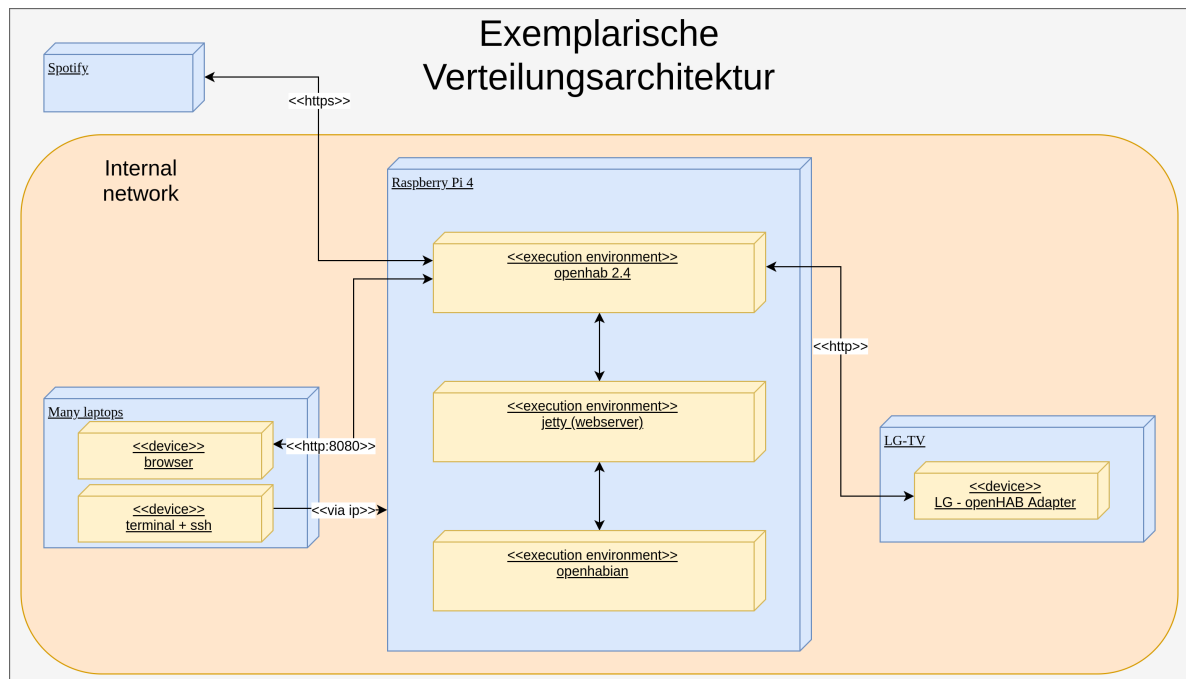 Exemplarische
Verteilungsarchitektur
Spotify
<<https>>
Internal
network
Raspberry Pi 4
<<execution environment>>
openhab 2.4
<<http>>
<<execution environment>>
jetty (webserver)
Many laptops
<<device>>
browser
<<http:8080>>
<<device>>
terminal + ssh
<<via ip>>
LG-TV
<<device>>
LG - openHAB Adapter
<<execution environment>>
openhabian